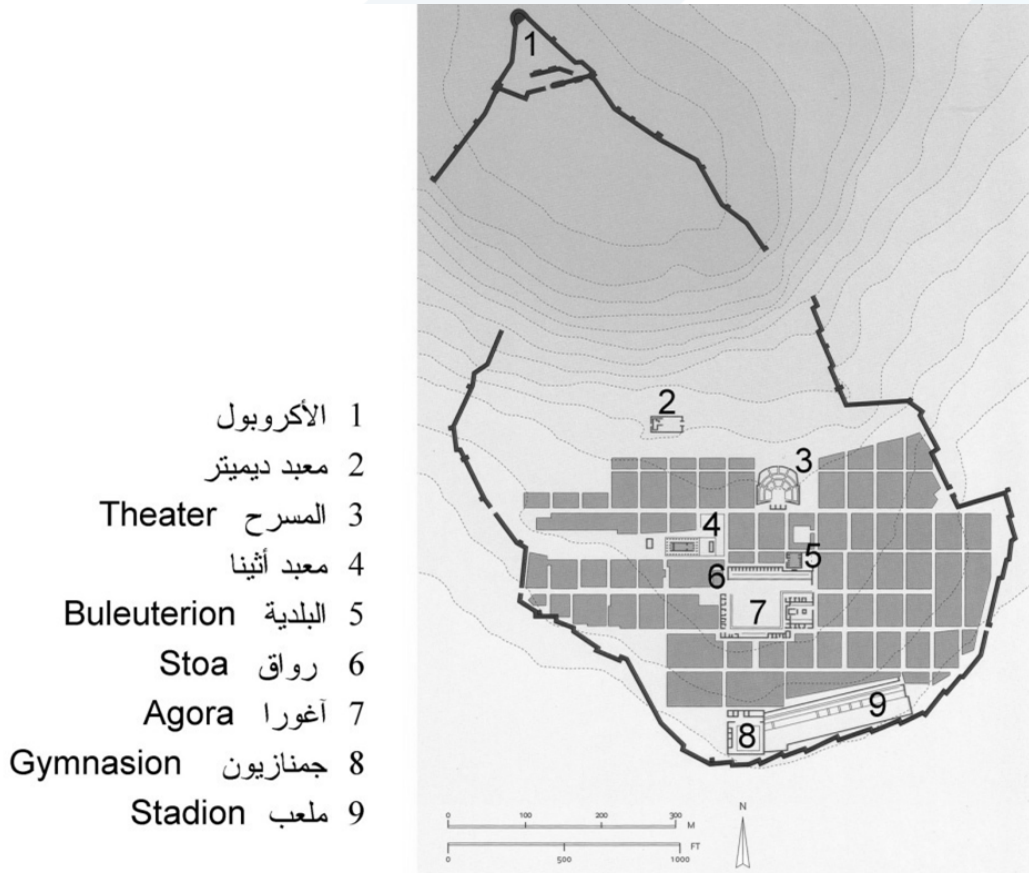 1 الأكروبول
2 معبد ديميتر
3 المسرح Theater
4 معبد أثينا
5 البلدية Buleuterion
6 رواق Stoa
7 آغورا Agora
8 جمنازيون Gymnasion
9 ملعب Stadion
1
2
3
4
5
6
7
8
9
0 100 200 300 M
FT
0 500 1000
N